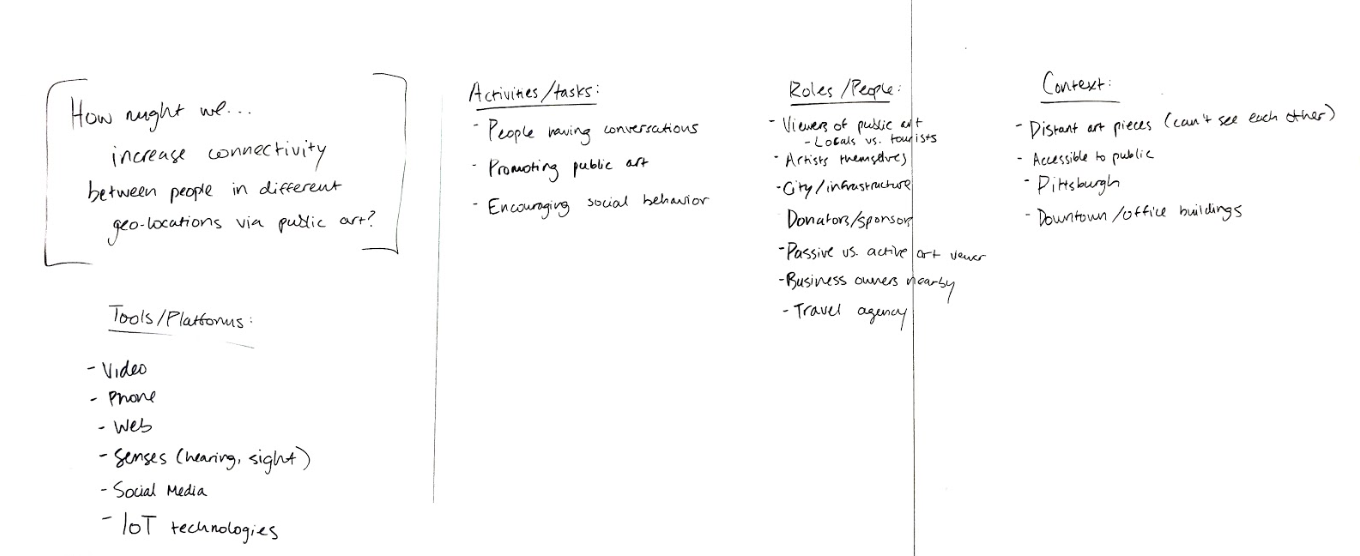 How might we...
increase connectivity
between people in different
geo-locations via public art?
Tools/Platforms:
- Video
- Phone
- Web
- Senses (hearing, sight)
- Social Media
- IoT technologies
Activities/tasks:
- People having conversations
- Promoting public art
- Encouraging social behavior
Roles/People:
- Viewers of public art
- Locals vs. tourists
- Artists themselves
- City/infrastructure
Donators/sponsor
- Passive vs. active art viewer
- Business owners nearby
- Travel agency
Context:
- Distant art pieces (can't see each other)
- Accessible to public
- Pittsburgh
- Downtown/office buildings